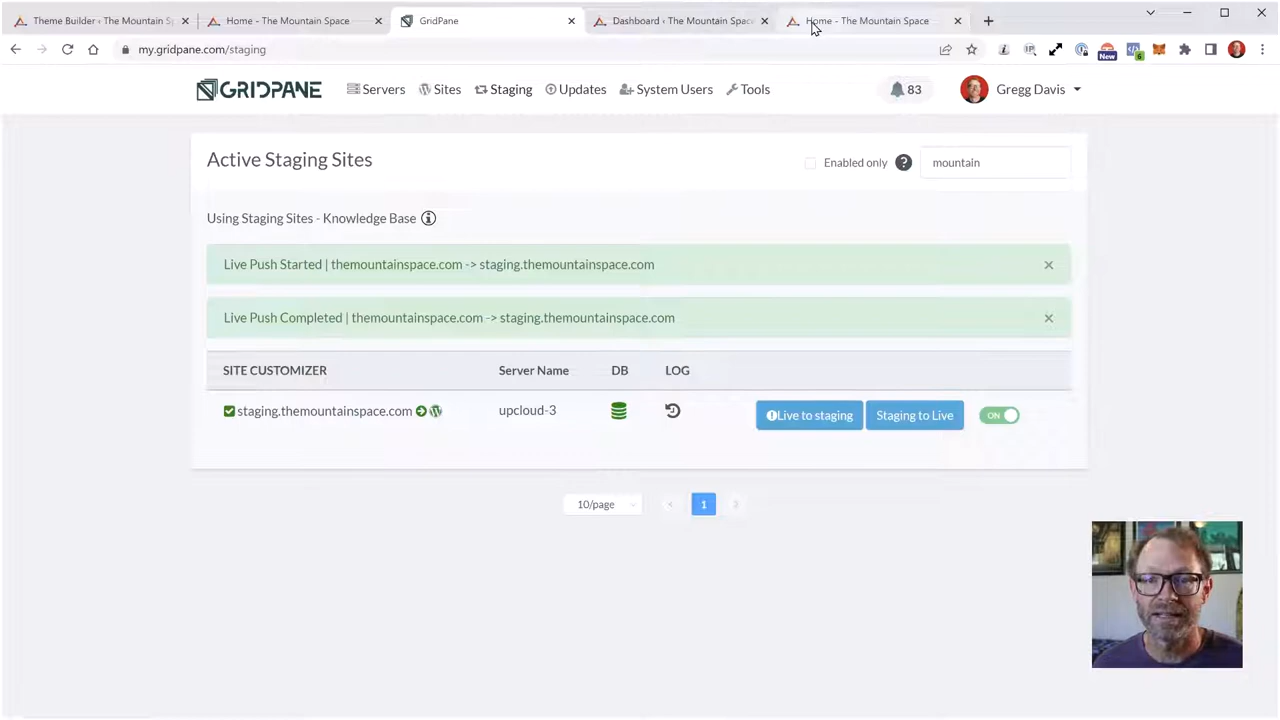 Theme Builder ‹ The Mountain Sp
Home - The Mountain Space
GridPane
Dashboard ‹ The Mountain Space
Home - The Mountain Space
my.gridpane.com/staging
IP
New
6
GRIDPANE
Servers
Sites
Staging
Updates
System Users
Tools
83
Gregg Davis
Active Staging Sites
Enabled only
mountain
Using Staging Sites - Knowledge Base
Live Push Started | themountainspace.com -> staging.themountainspace.com
Live Push Completed | themountainspace.com -> staging.themountainspace.com
SITE CUSTOMIZER Server Name DB LOG
staging.themountainspace.com upcloud-3 Live to staging Staging to Live ON
10/page 1